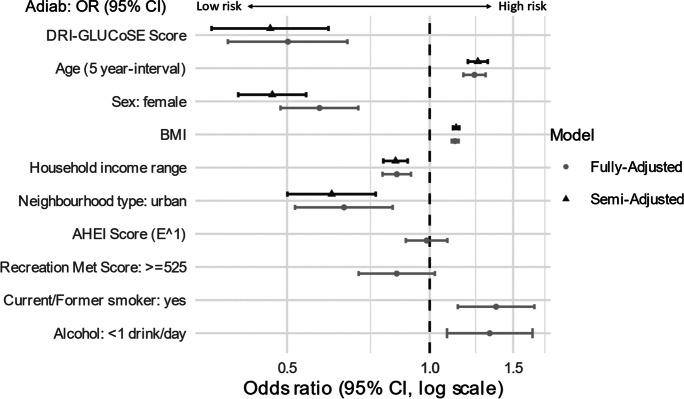 Adiab: OR (95% CI)
Low risk
High risk
DRI-GLUCoSE Score
Age (5 year-interval)
Sex: female
BMI
Household income range
Neighbourhood type: urban
AHEI Score (E^1)
Recreation Met Score: >=525
Current/Former smoker: yes
Alcohol: <1 drink/day
0.5
1.0
1.5
Odds ratio (95% CI, log scale)
Model
Fully-Adjusted
Semi-Adjusted